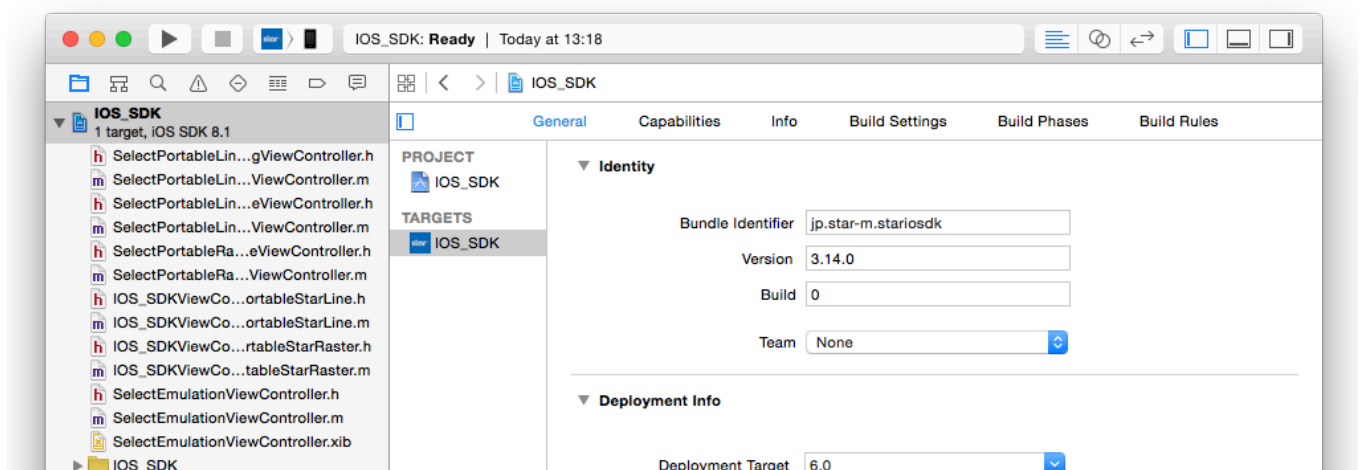 IOS_SDK: Ready | Today at 13:18
IOS_SDK
IOS_SDK
1 target, iOS SDK 8.1
General Capabilities Info Build Settings Build Phases Build Rules
SelectPortableLin...gViewController.h
SelectPortableLin...ViewController.m
SelectPortableLin...eViewController.h
SelectPortableLin...ViewController.m
SelectPortableRa...eViewController.h
SelectPortableRa...ViewController.m
IOS_SDKViewCo...ortableStarLine.h
IOS_SDKViewCo...ortableStarLine.m
IOS_SDKViewCo...rtableStarRaster.h
IOS_SDKViewCo...tableStarRaster.m
SelectEmulationViewController.h
SelectEmulationViewController.m
SelectEmulationViewController.xib
IOS_SDK
PROJECT
IOS_SDK
TARGETS
IOS_SDK
Identity
Bundle Identifier jp.star-m.stariosdk
Version 3.14.0
Build 0
Team None
Deployment Info
Deployment Target 6.0